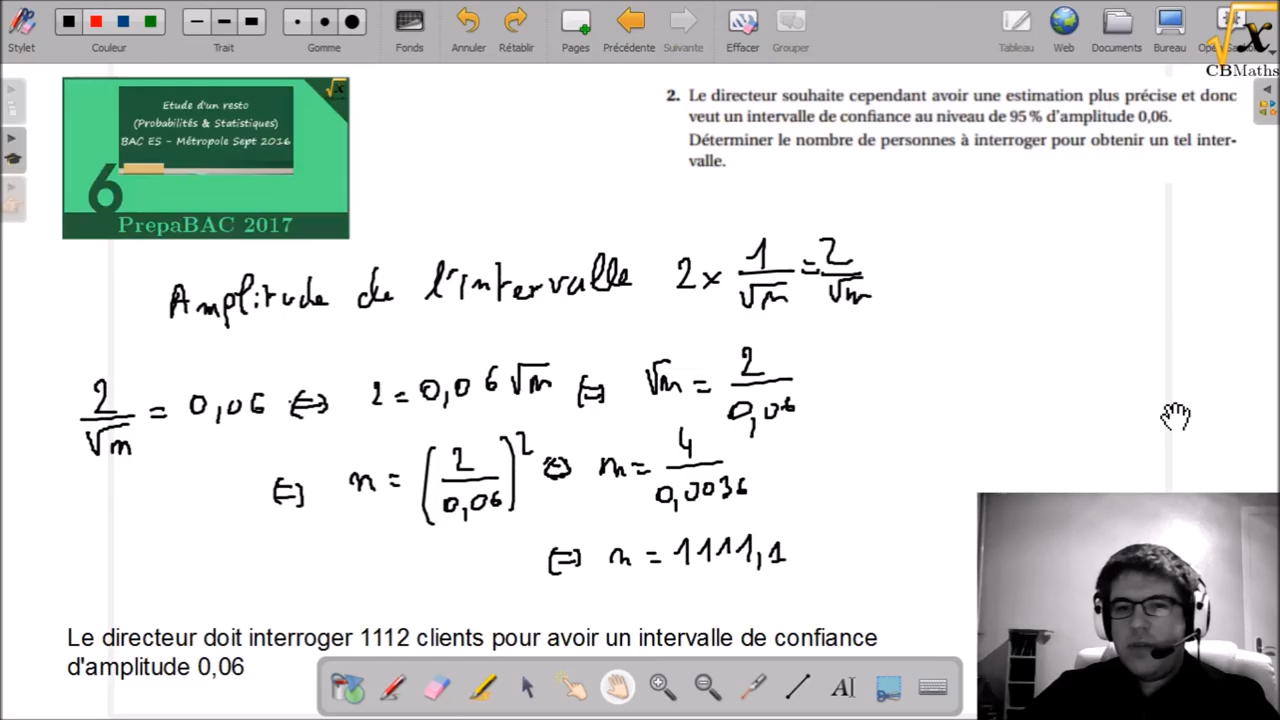 Stylet
Couleur
Trait
Gomme
Fonds
Annuler
Rétablir
Pages
Précédente
Suivante
Effacer
Grouper
Tableau
Web
Documents
Bureau
√x
CBMaths
Etude d'un resto
(Probabilités & Statistiques)
BAC ES - Métropole Sept 2016
6
PrepaBAC 2017
2. Le directeur souhaite cependant avoir une estimation plus précise et donc
veut un intervalle de confiance au niveau de 95 % d'amplitude 0,06.
Déterminer le nombre de personnes à interroger pour obtenir un tel inter-
valle.
Amplitude de l'intervalle 2 × 1/√n = 2/√n
2/√n = 0,06 ⇔ 2 = 0,06 √n ⇔ √n = 2/0,06
⇔ n = (2/0,06)² ⇔ n = 4/0,0036
⇔ n = 1111,1
Le directeur doit interroger 1112 clients pour avoir un intervalle de confiance
d'amplitude 0,06
AI